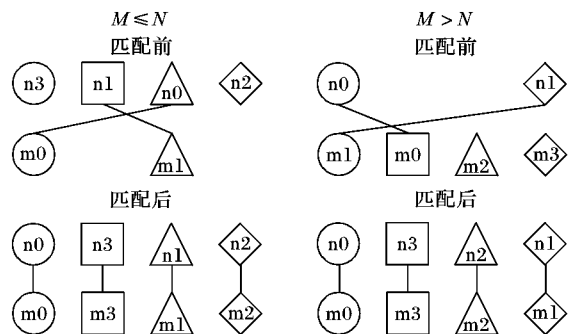 M ≤ N M > N
匹配前 匹配前
n3 n1 n0 n2 n0 n1
m0 m1 m1 m0 m2 m3
匹配后 匹配后
n0 n3 n1 n2 n0 n3 n2 n1
m0 m3 m1 m2 m0 m3 m2 m1